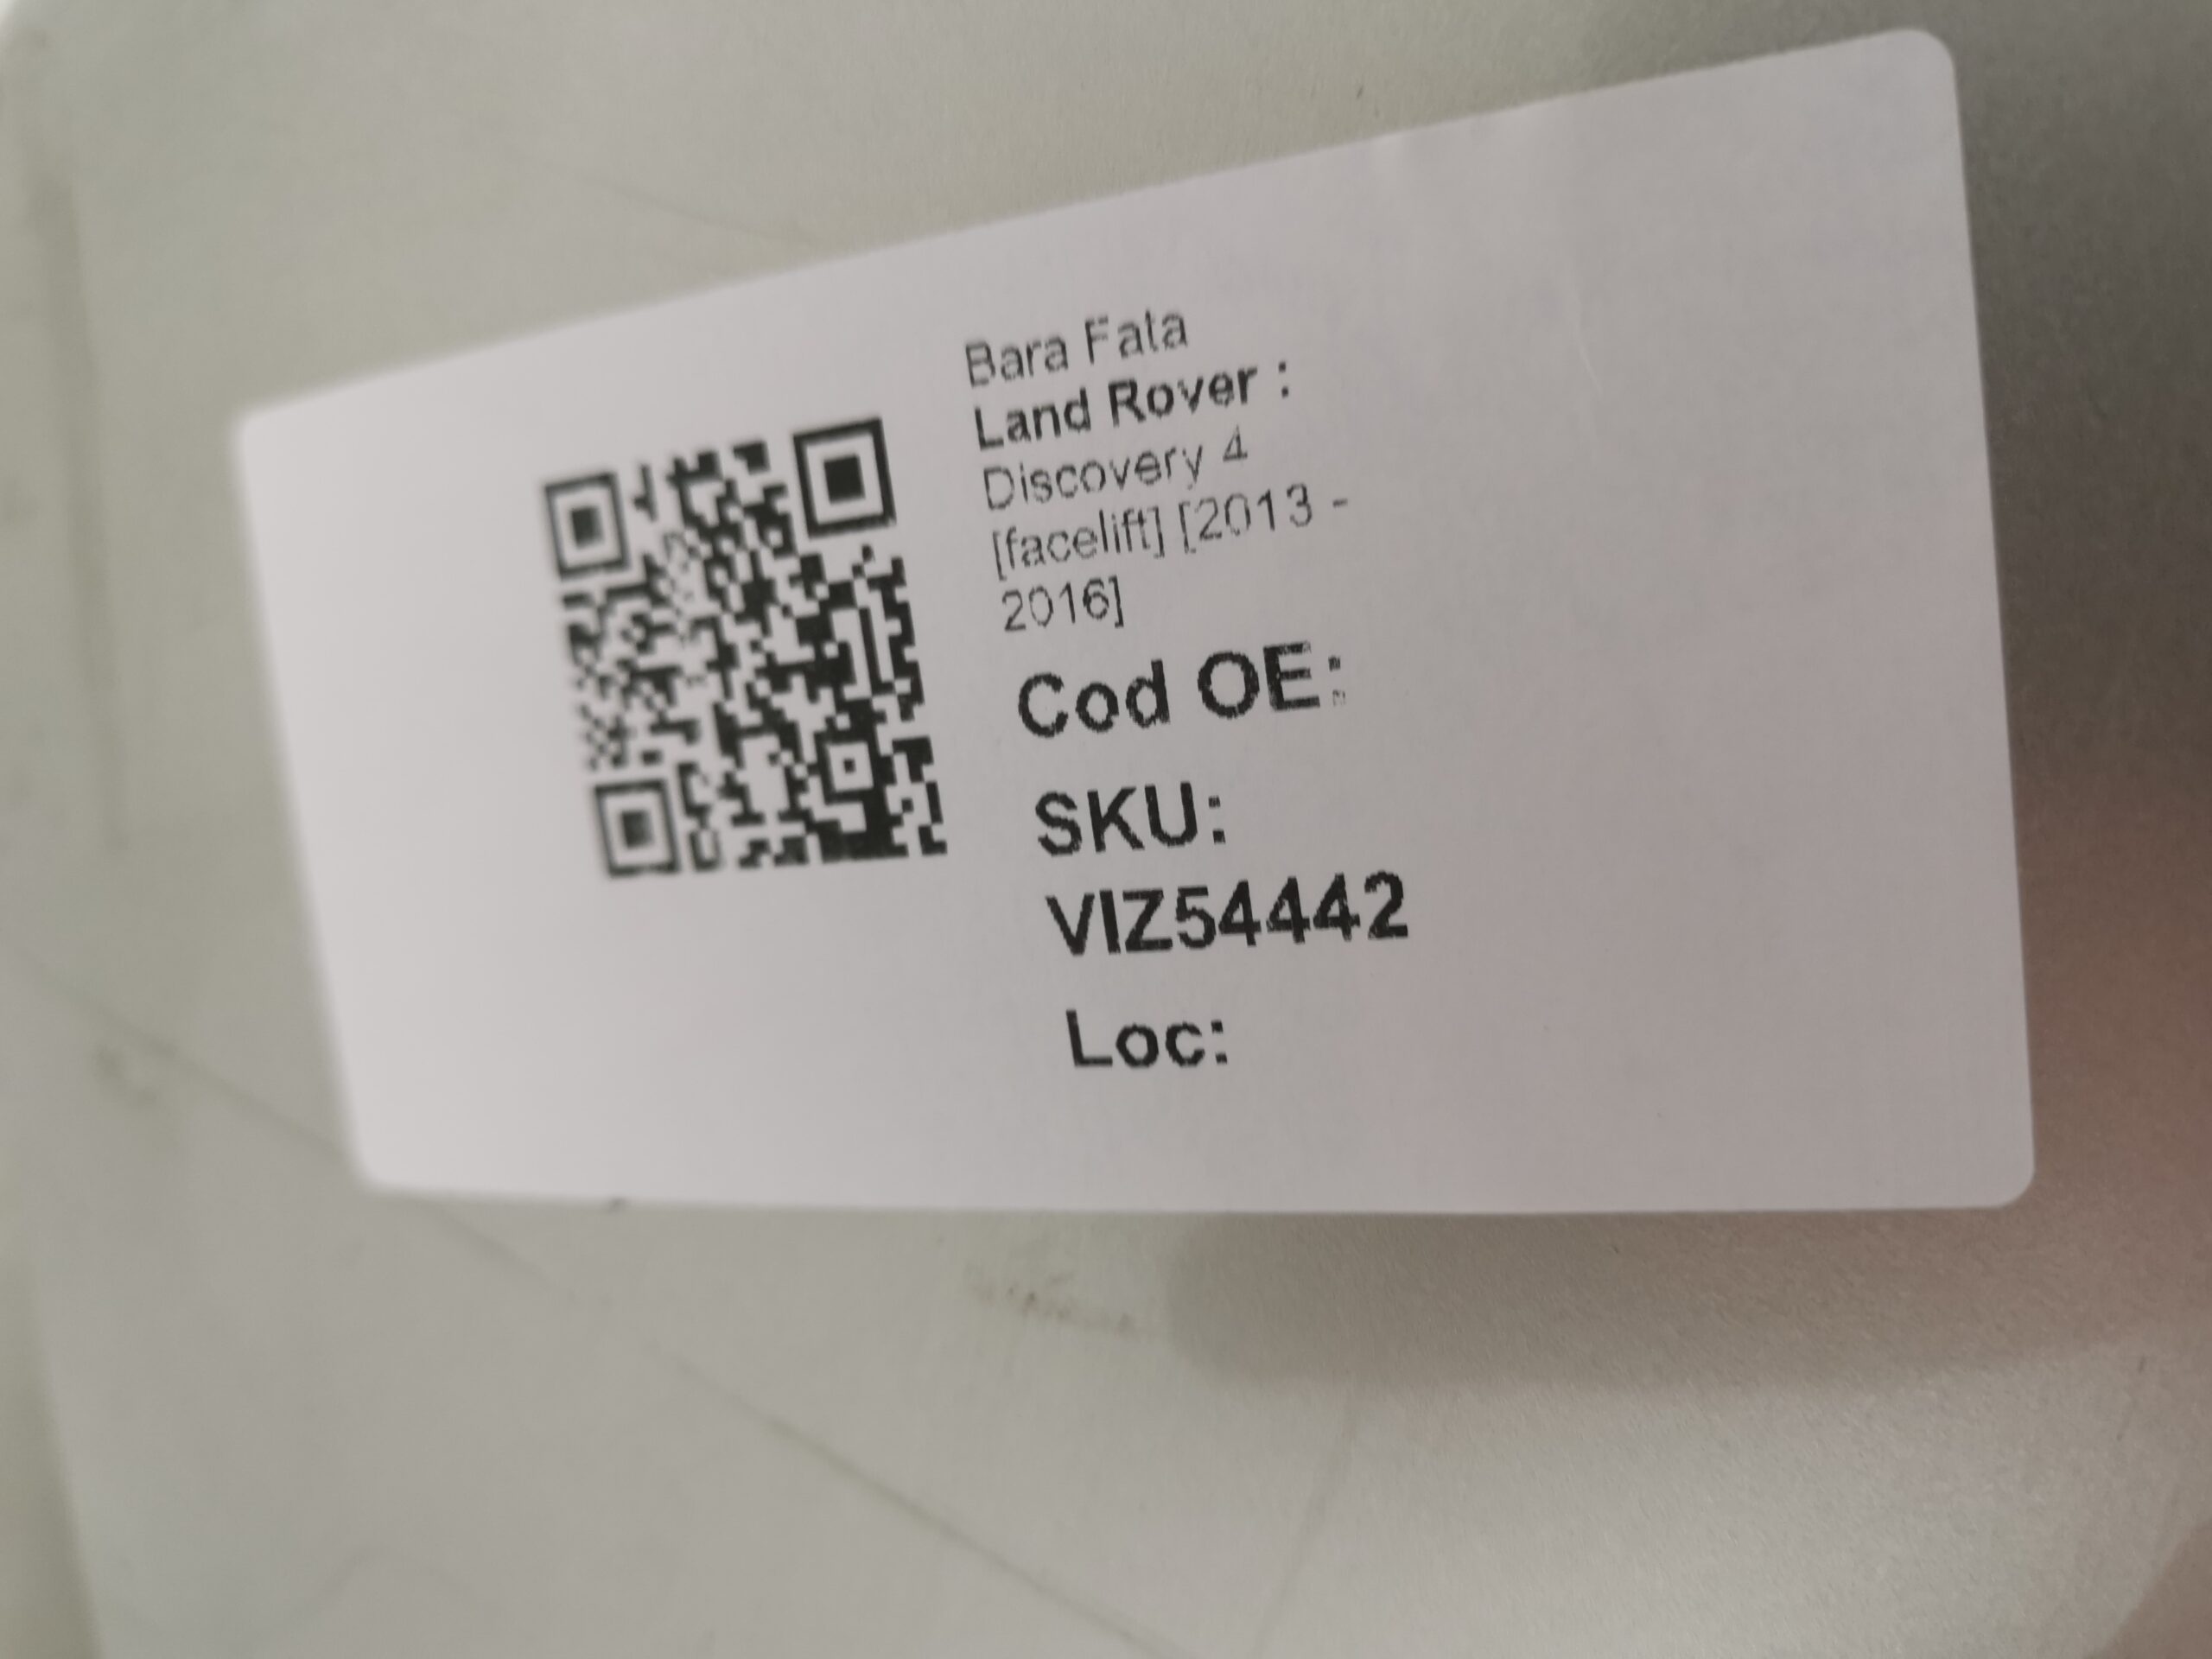 Bara Fata
Land Rover :
Discovery 4
[facelift] [2013 -
2016]
Cod OE:
SKU:
VIZ54442
Loc: